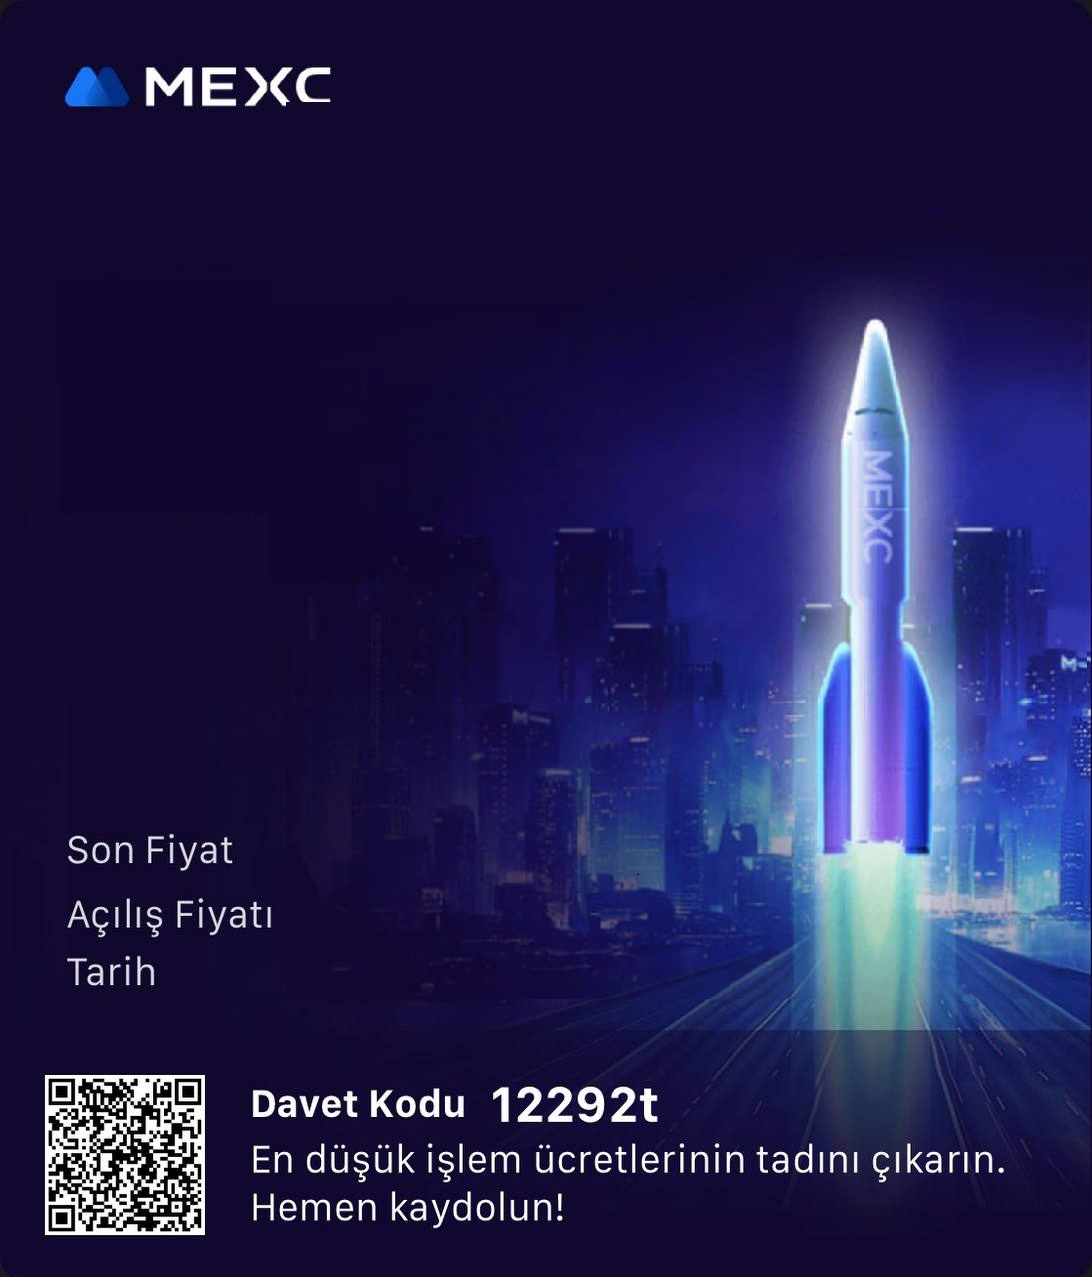 MEXC
MEXC
Son Fiyat
Açılış Fiyatı
Tarih
Davet Kodu 12292t
En düşük işlem ücretlerinin tadını çıkarın.
Hemen kaydolun!